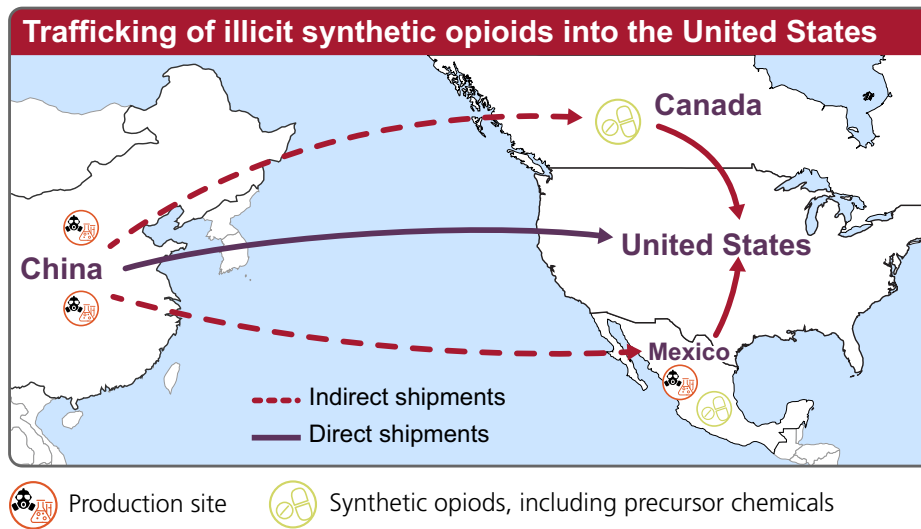 Trafficking of illicit synthetic opioids into the United States
Canada
United States
China
Mexico
Indirect shipments
Direct shipments
Production site
Synthetic opiods, including precursor chemicals